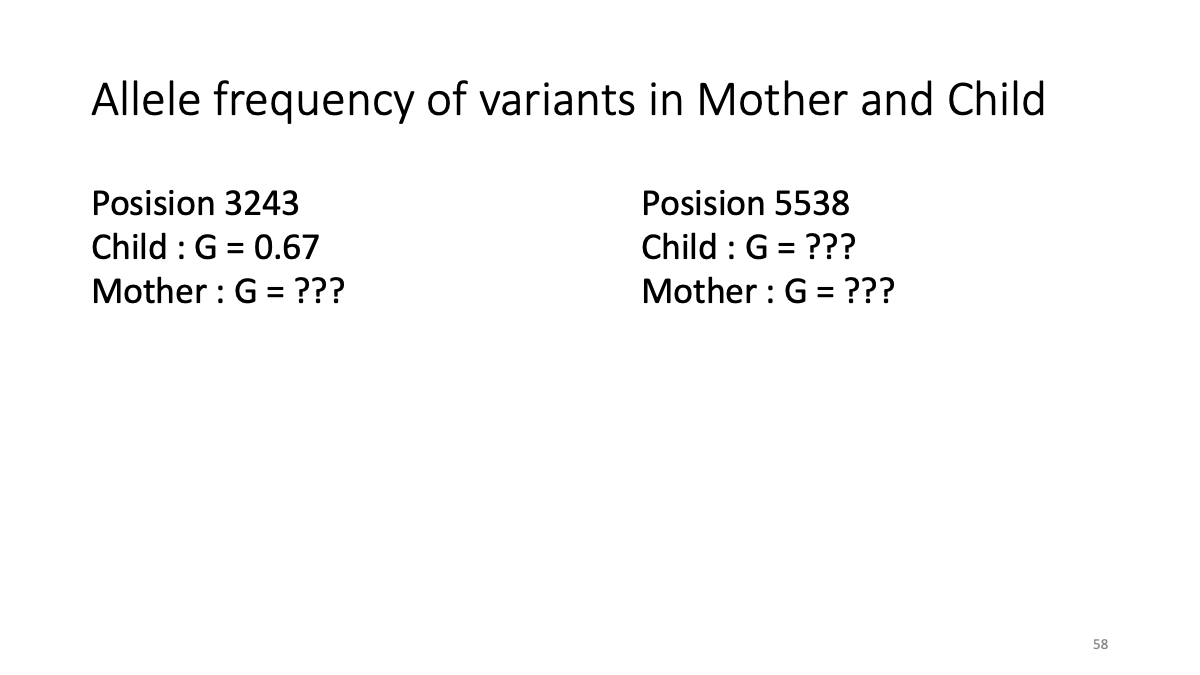 Allele frequency of variants in Mother and Child
Posision 3243
Child : G = 0.67
Mother : G = ???
Posision 5538
Child : G = ???
Mother : G = ???
58